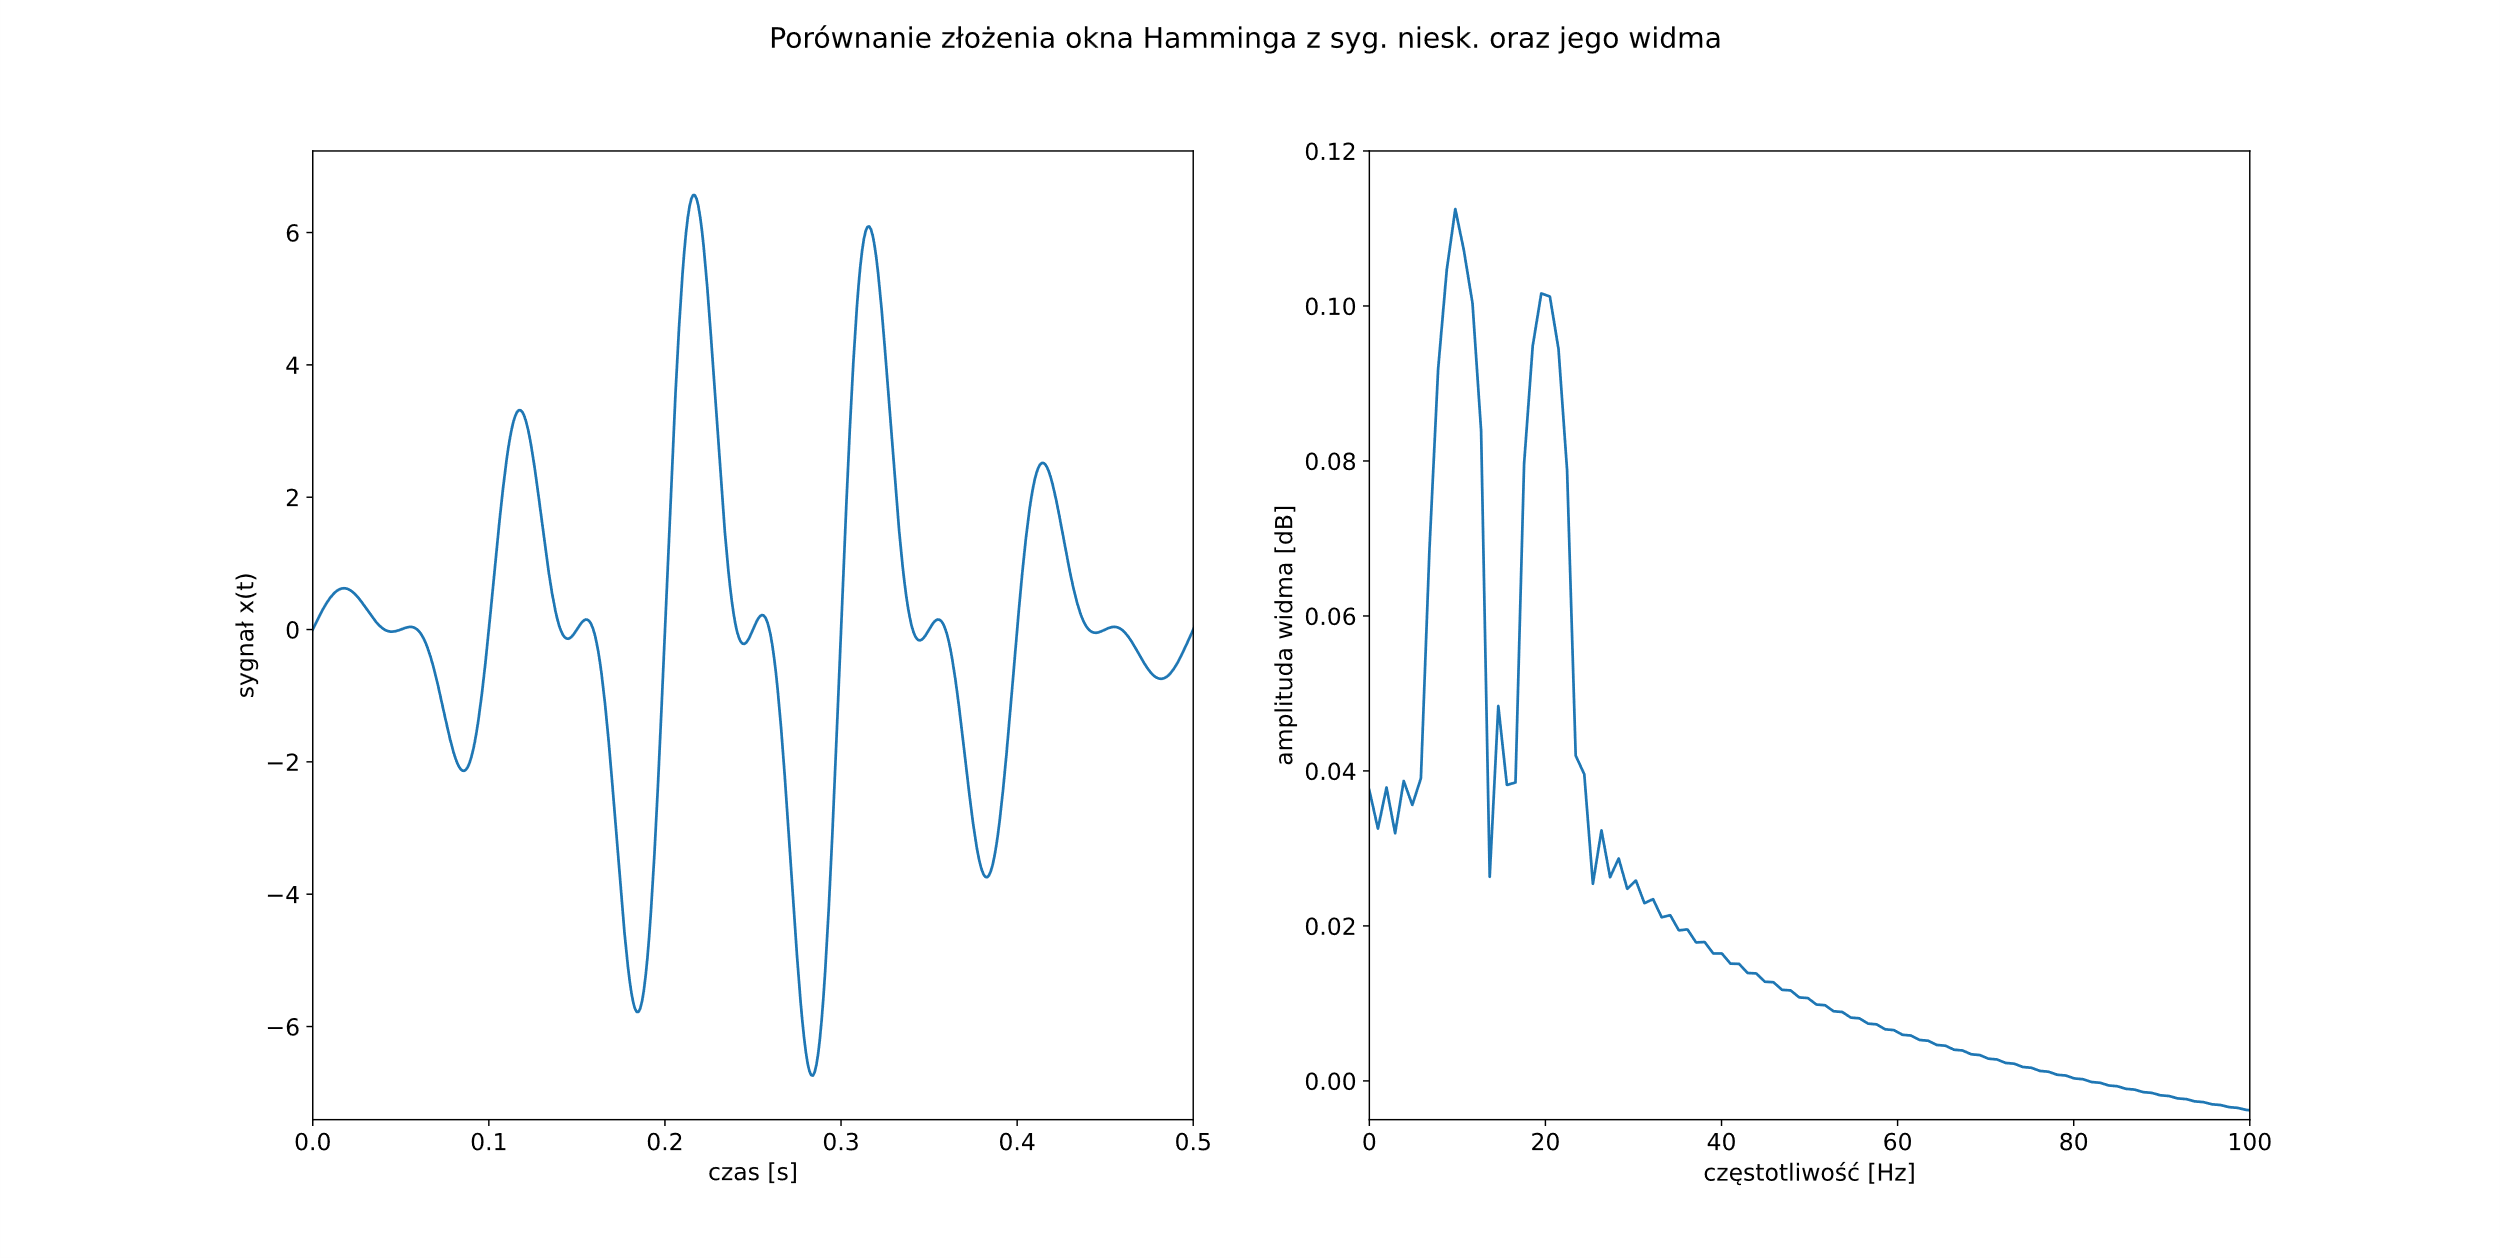 Porównanie złożenia okna Hamminga z syg. niesk. oraz jego widma
sygnał x(t)
6
4
2
0
−2
−4
−6
0.0 0.1 0.2 0.3 0.4 0.5
czas [s]
amplituda widma [dB]
0.12
0.10
0.08
0.06
0.04
0.02
0.00
0 20 40 60 80 100
częstotliwość [Hz]